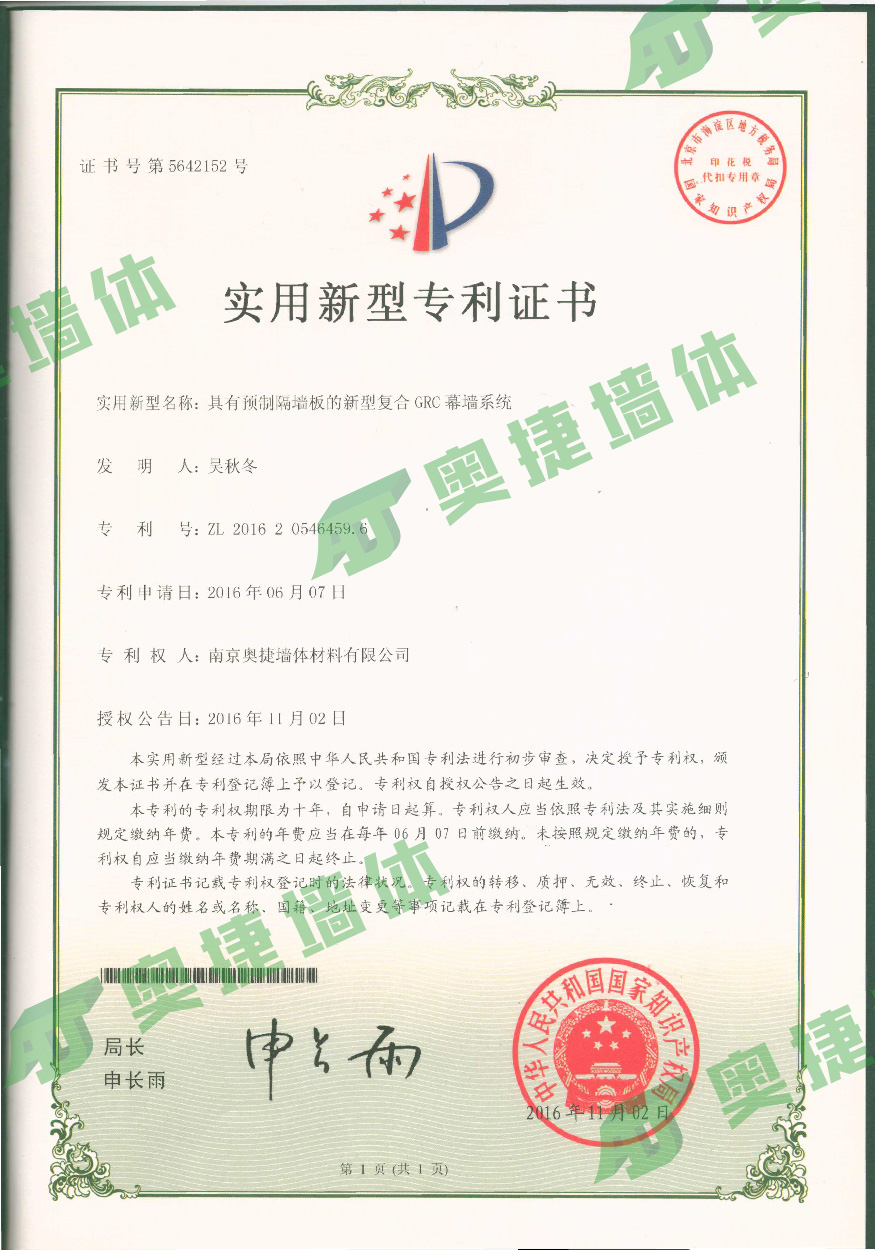 证书号第5642152号
北京市海淀区地方税务局
印花税
代扣专用章
国家知识产权局
实用新型专利证书
实用新型名称：具有预制隔墙板的新型复合GRC幕墙系统
发明人：吴秋冬
专利号：ZL 2016 2 0546459.6
专利申请日：2016年06月07日
专利权人：南京奥捷墙体材料有限公司
授权公告日：2016年11月02日
本实用新型经过本局依照中华人民共和国专利法进行初步审查，决定授予专利权，颁
发本证书并在专利登记簿上予以登记。专利权自授权公告之日起生效。
本专利的专利权期限为十年，自申请日起算。专利权人应当依照专利法及其实施细则
规定缴纳年费。本专利的年费应当在每年06月07日前缴纳。未按照规定缴纳年费的，专
利权自应当缴纳年费期满之日起终止。
专利证书记载专利权登记时的法律状况。专利权的转移、质押、无效、终止、恢复和
专利权人的姓名或名称、国籍、地址变更等事项记载在专利登记簿上。
局长
申长雨
申长雨
中华人民共和国国家知识产权局
2016年11月02日
第1页(共1页)
墙体
奥捷墙体
奥捷墙体
奥捷